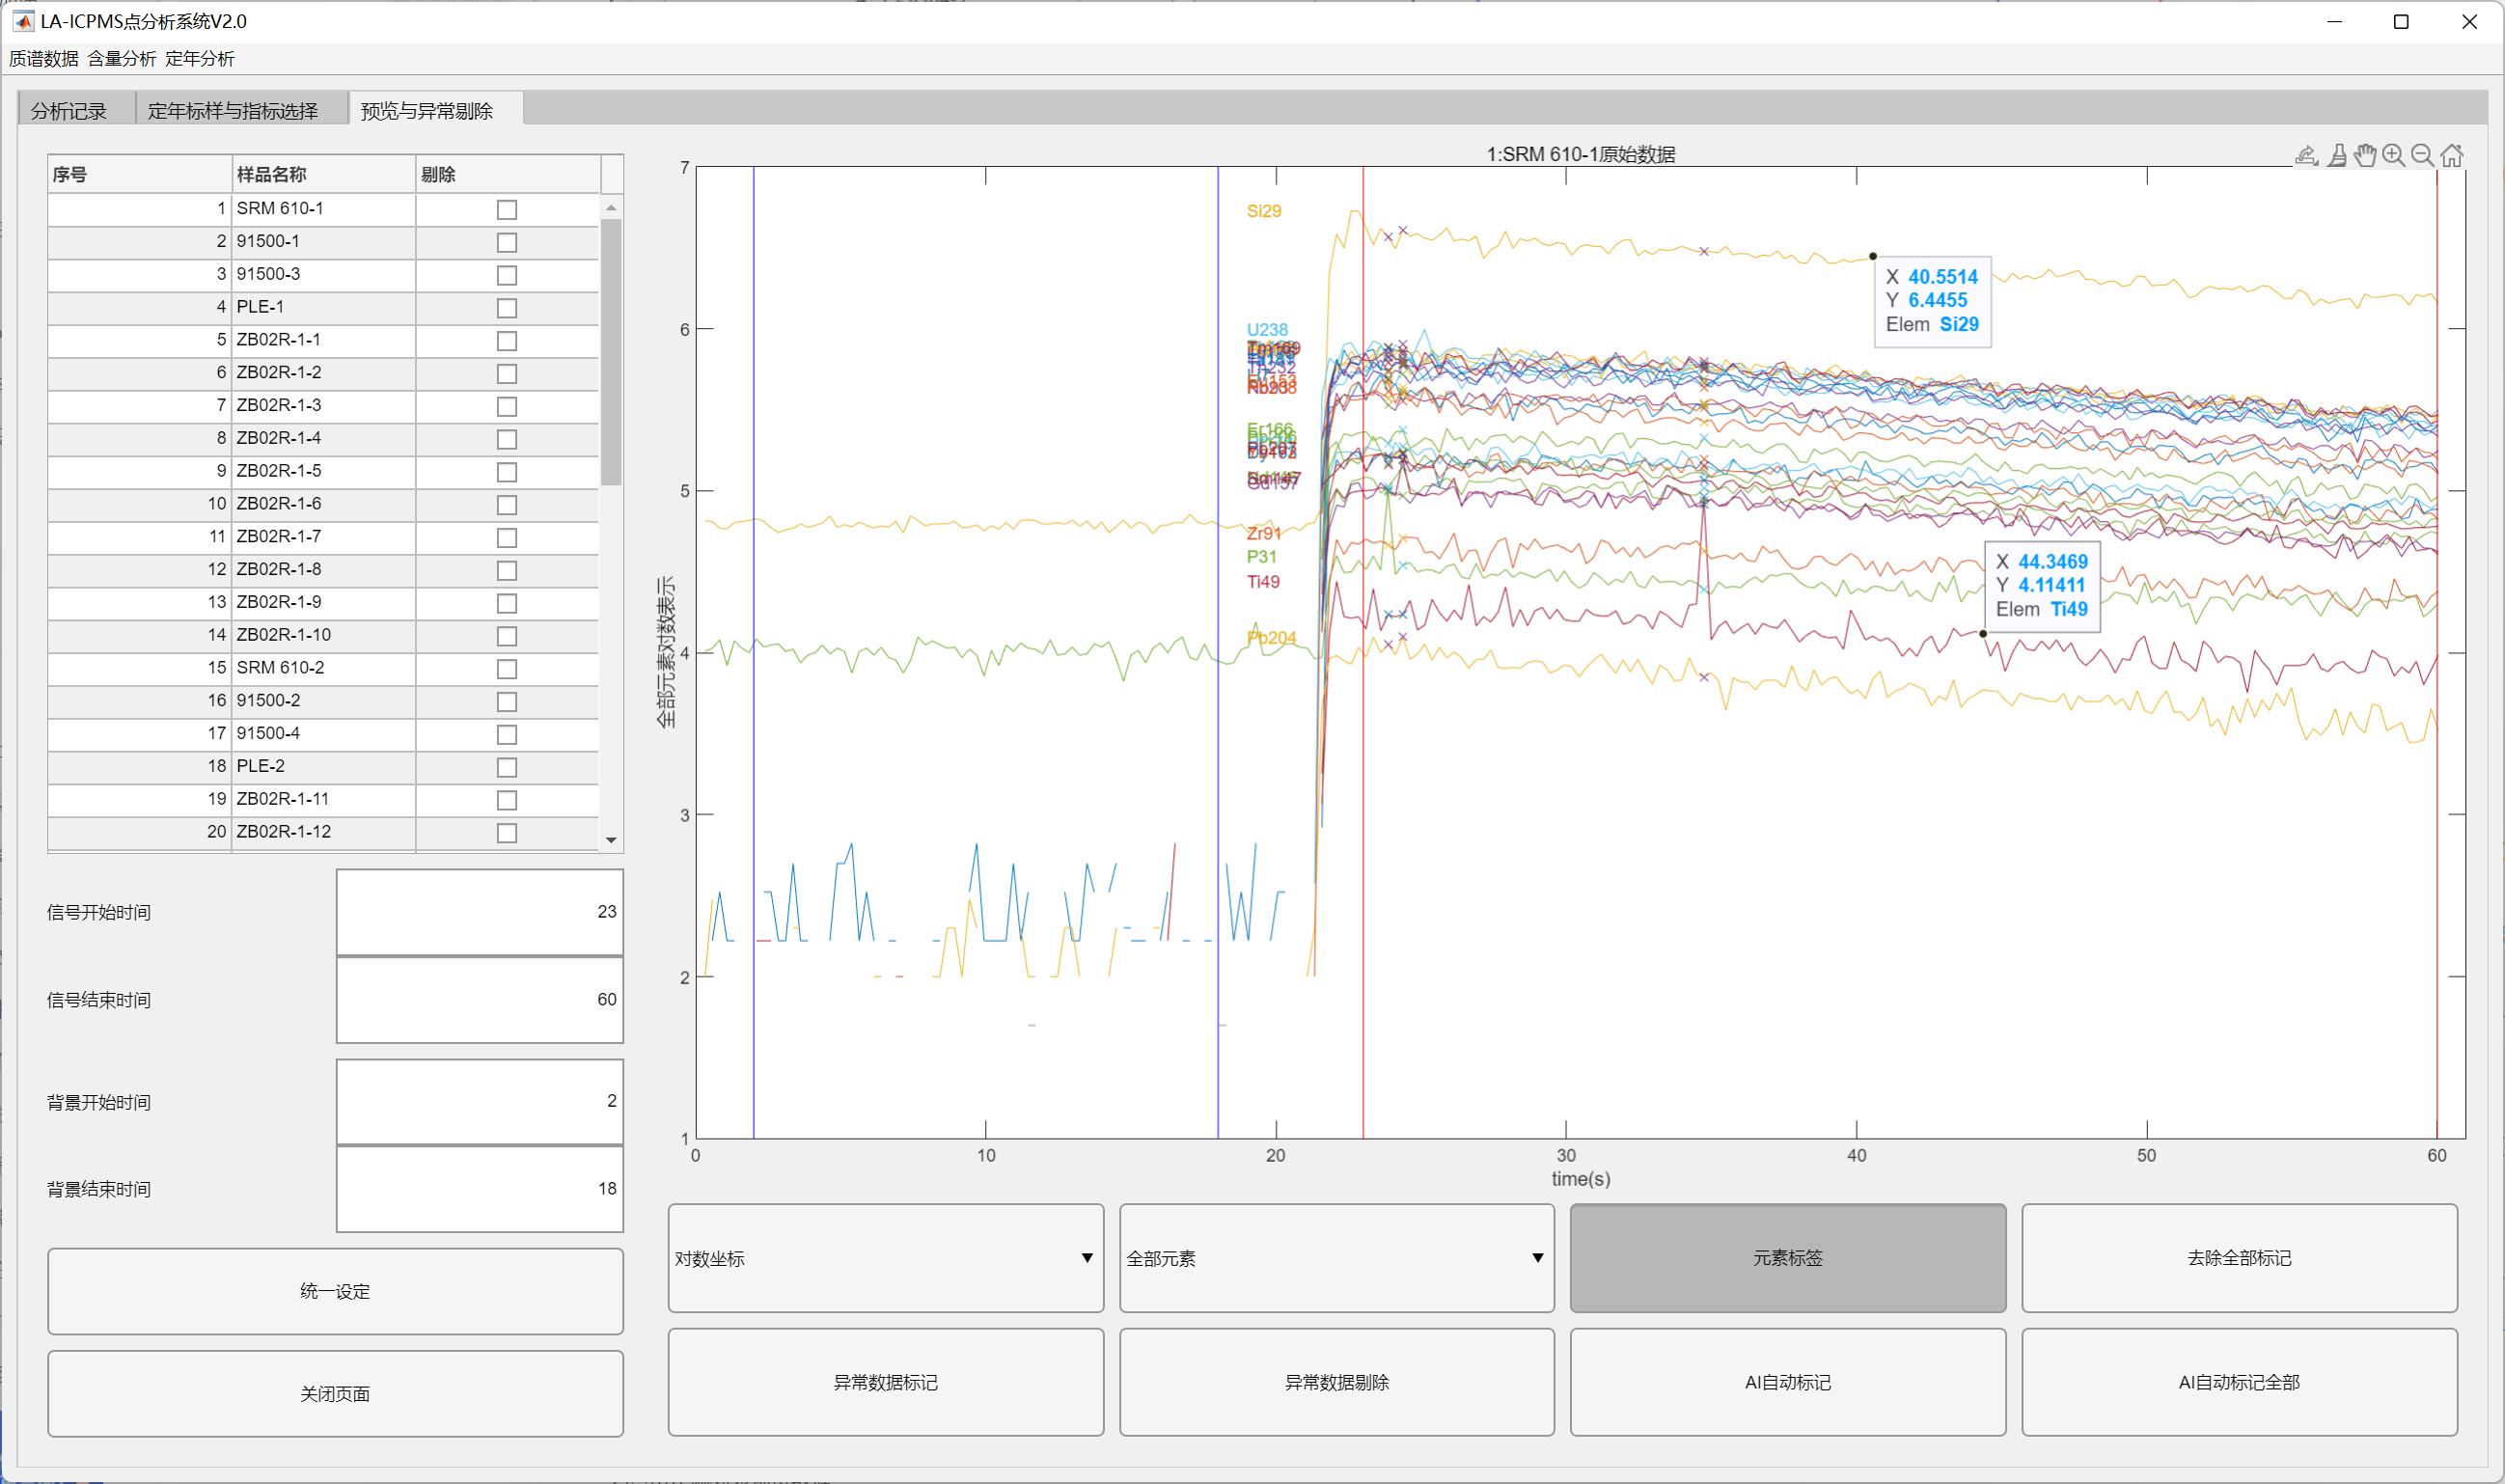 LA-ICPMS点分析系统V2.0
质谱数据 含量分析 定年分析
分析记录 定年标样与指标选择 预览与异常剔除
序号 样品名称 剔除
1 SRM 610-1
2 91500-1
3 91500-3
4 PLE-1
5 ZB02R-1-1
6 ZB02R-1-2
7 ZB02R-1-3
8 ZB02R-1-4
9 ZB02R-1-5
10 ZB02R-1-6
11 ZB02R-1-7
12 ZB02R-1-8
13 ZB02R-1-9
14 ZB02R-1-10
15 SRM 610-2
16 91500-2
17 91500-4
18 PLE-2
19 ZB02R-1-11
20 ZB02R-1-12
信号开始时间 23
信号结束时间 60
背景开始时间 2
背景结束时间 18
统一设定
关闭页面
1:SRM 610-1原始数据
全部元素对数表示
7
6
5
4
3
2
1
0 10 20 30 40 50 60
time(s)
Si29
U238
Tm169
Th232
Er166
Zr91
P31
Ti49
Pb204
X 40.5514
Y 6.4455
Elem Si29
X 44.3469
Y 4.11411
Elem Ti49
对数坐标 全部元素 元素标签 去除全部标记
异常数据标记 异常数据剔除 AI自动标记 AI自动标记全部